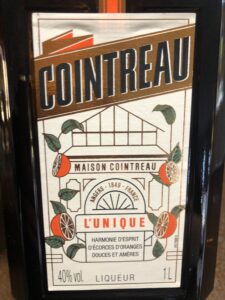 COINTREAU
MAISON COINTREAU
ANGERS - 1849 - FRANCE
L'UNIQUE
HARMONIE D'ESPRIT
D'ÉCORCES D'ORANGES
DOUCES ET AMÈRES
40% vol. LIQUEUR 1L